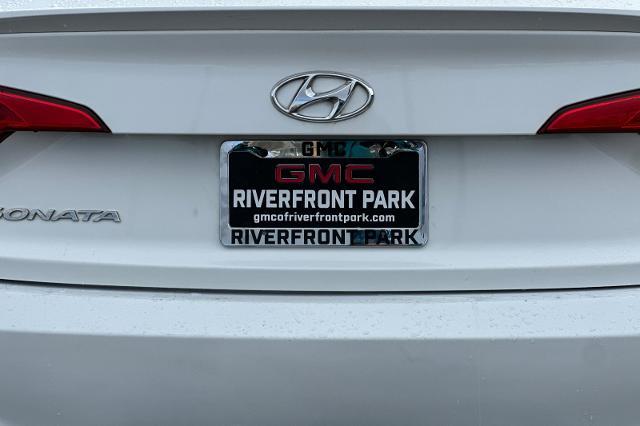 GMC
GMC
RIVERFRONT PARK
gmcofriverfrontpark.com
RIVERFRONT PARK
SONATA